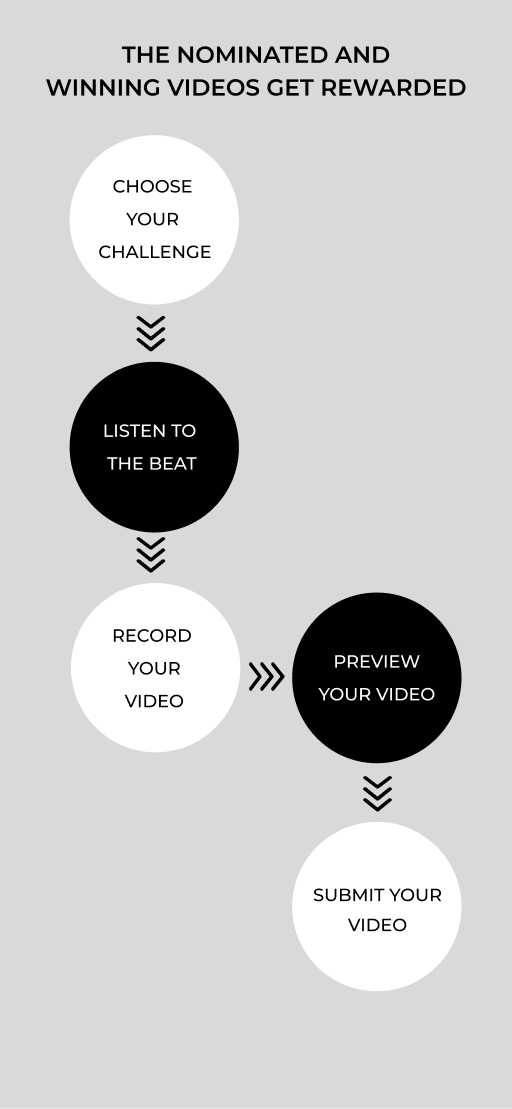 THE NOMINATED AND
WINNING VIDEOS GET REWARDED
CHOOSE
YOUR
CHALLENGE
LISTEN TO
THE BEAT
RECORD
YOUR
VIDEO
PREVIEW
YOUR VIDEO
SUBMIT YOUR
VIDEO